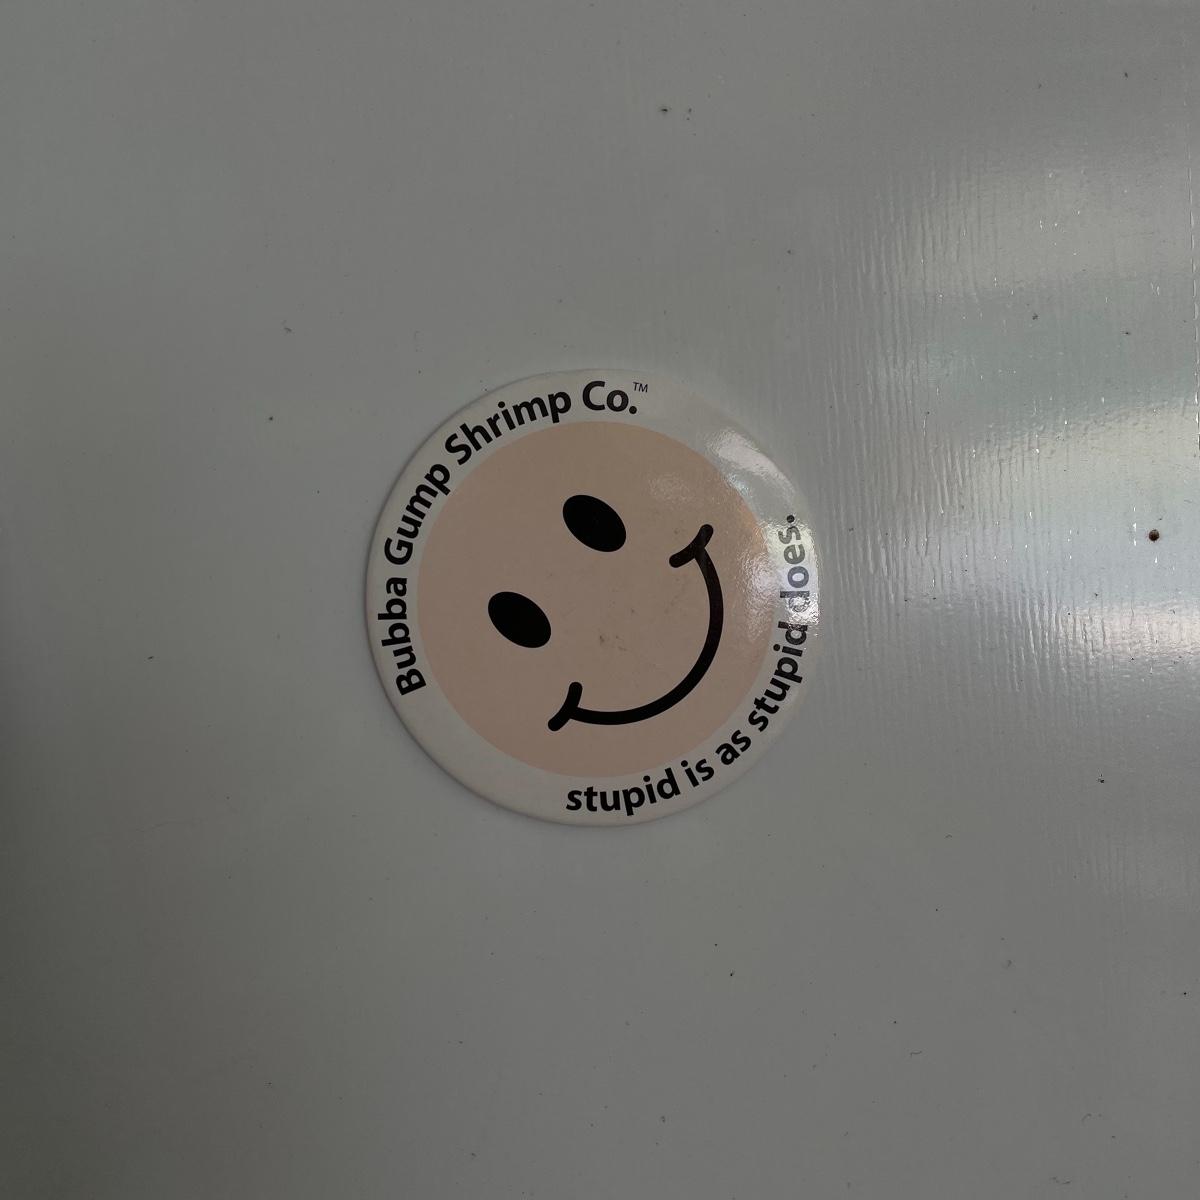 Bubba Gump Shrimp Co.™
stupid is as stupid does.